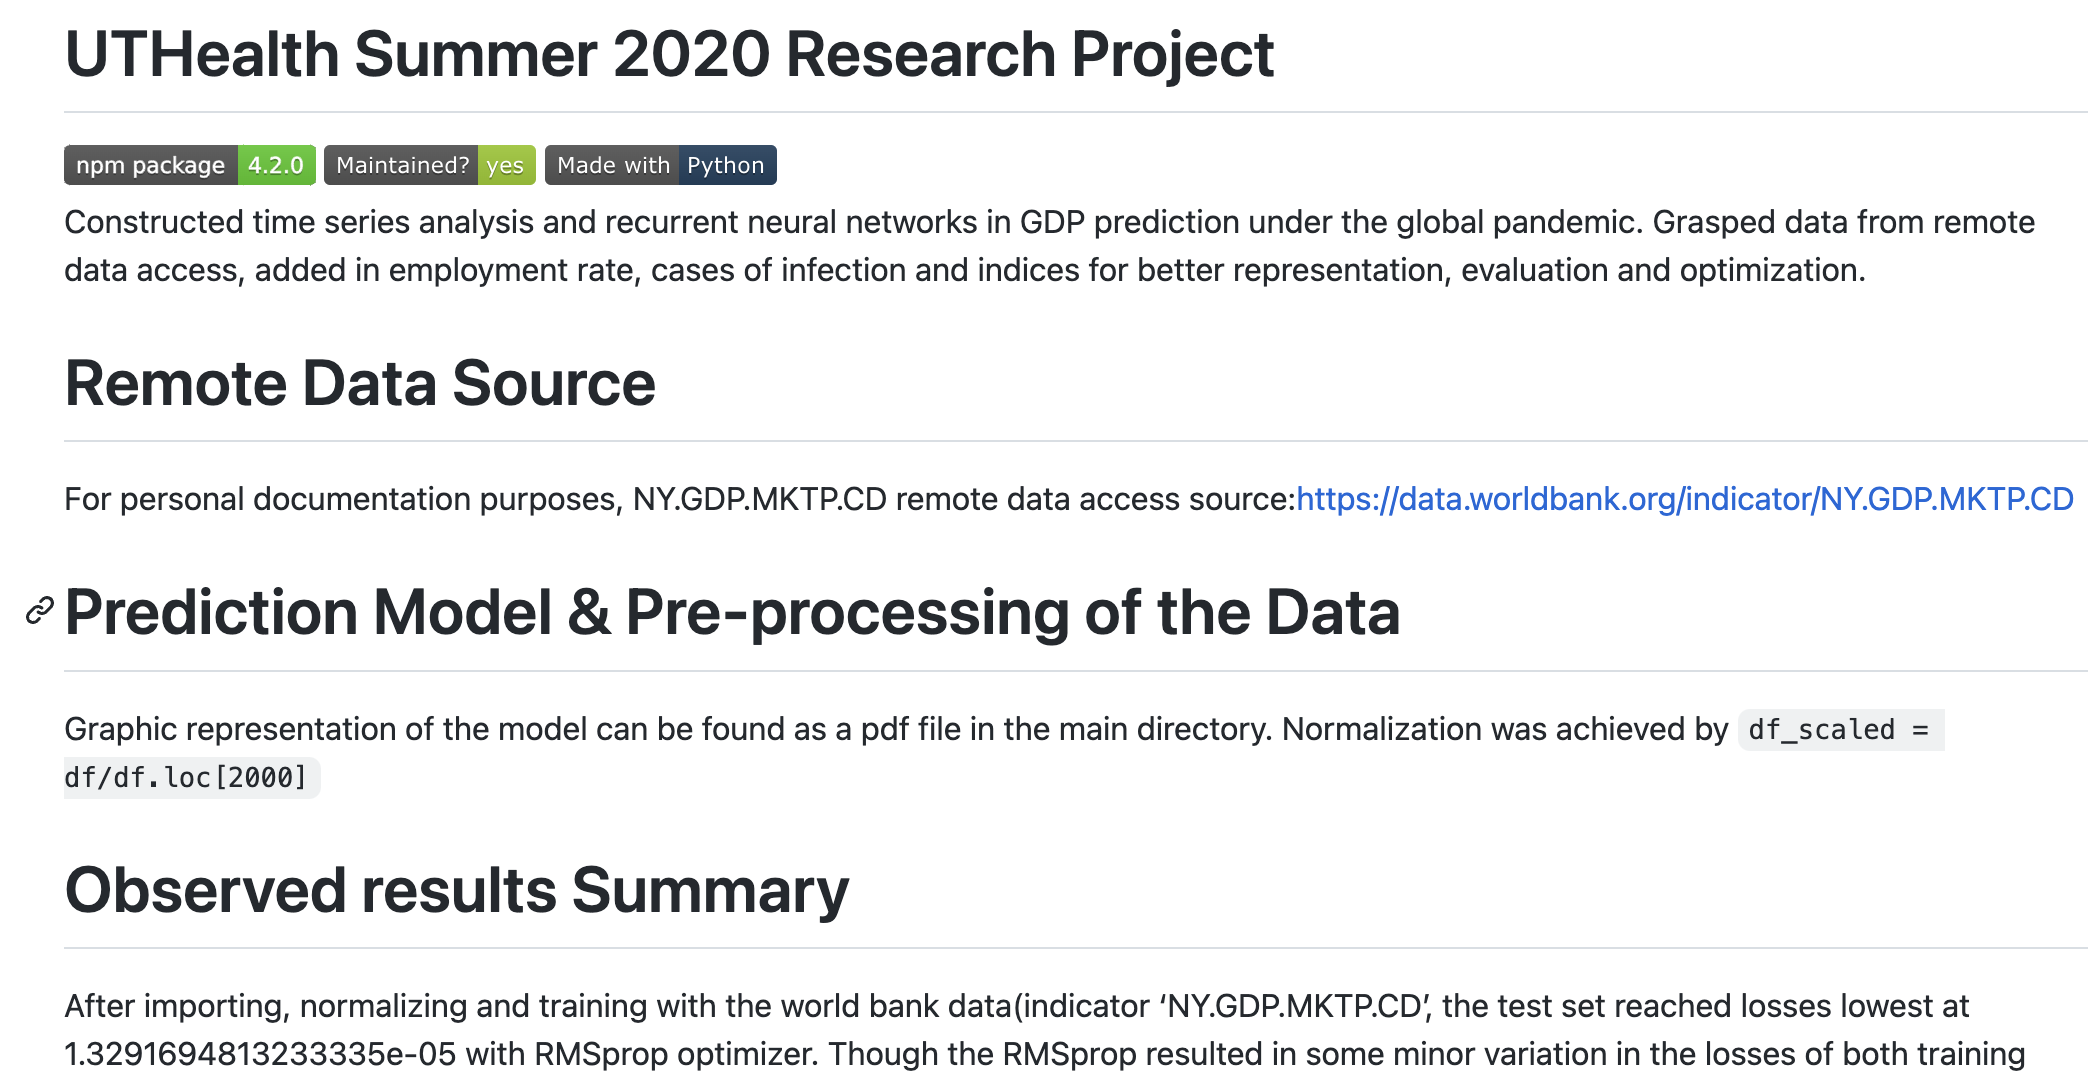 UTHealth Summer 2020 Research Project
npm package 4.2.0 Maintained? yes Made with Python
Constructed time series analysis and recurrent neural networks in GDP prediction under the global pandemic. Grasped data from remote
data access, added in employment rate, cases of infection and indices for better representation, evaluation and optimization.
Remote Data Source
For personal documentation purposes, NY.GDP.MKTP.CD remote data access source:https://data.worldbank.org/indicator/NY.GDP.MKTP.CD
Prediction Model & Pre-processing of the Data
Graphic representation of the model can be found as a pdf file in the main directory. Normalization was achieved by df_scaled =
df/df.loc[2000]
Observed results Summary
After importing, normalizing and training with the world bank data(indicator ‘NY.GDP.MKTP.CD’, the test set reached losses lowest at
1.3291694813233335e-05 with RMSprop optimizer. Though the RMSprop resulted in some minor variation in the losses of both training